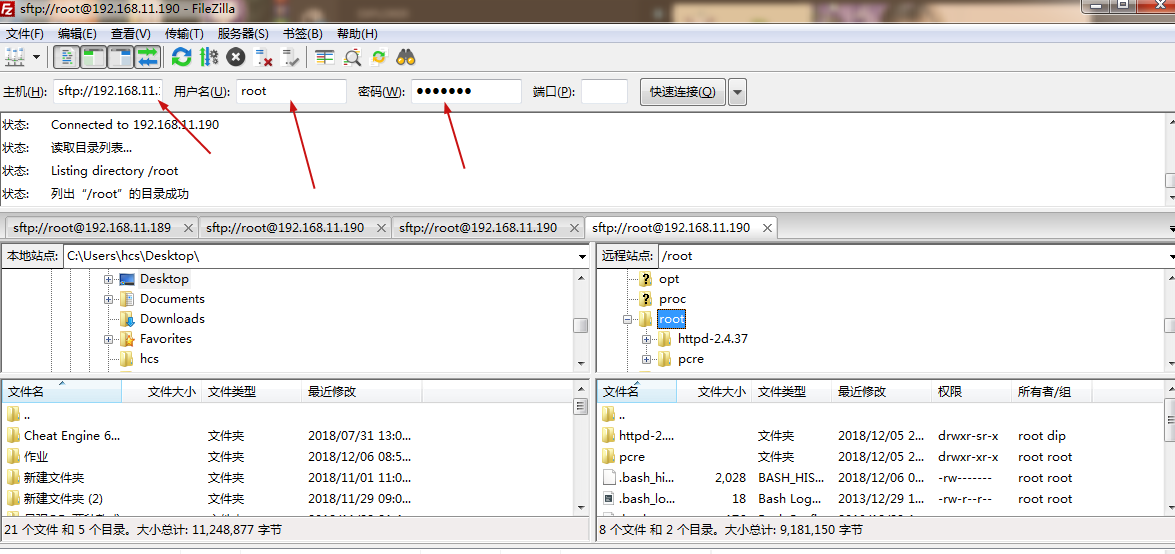 sftp://root@192.168.11.190 - FileZilla
文件(F) 编辑(E) 查看(V) 传输(T) 服务器(S) 书签(B) 帮助(H)
主机(H): sftp://192.168.11. 用户名(U): root 密码(W): ●●●●●●● 端口(P): 快速连接(Q)
状态: Connected to 192.168.11.190
状态: 读取目录列表...
状态: Listing directory /root
状态: 列出“/root”的目录成功
sftp://root@192.168.11.189 sftp://root@192.168.11.190 sftp://root@192.168.11.190 sftp://root@192.168.11.190
本地站点: C:\Users\hcs\Desktop\ 远程站点: /root
Desktop
Documents
Downloads
Favorites
hcs
opt
proc
root
httpd-2.4.37
pcre
文件名 文件大小 文件类型 最近修改
..
Cheat Engine 6... 文件夹 2018/07/31 13:0...
作业 文件夹 2018/12/06 08:5...
新建文件夹 文件夹 2018/11/01 11:0...
新建文件夹 (2) 文件夹 2018/11/29 09:0...
21 个文件 和 5 个目录。大小总计: 11,248,877 字节
文件名 文件大小 文件类型 最近修改 权限 所有者/组
..
httpd-2.... 文件夹 2018/12/05 2... drwxr-sr-x root dip
pcre 文件夹 2018/12/05 2... drwxr-xr-x root root
.bash_hi... 2,028 BASH_HIS... 2018/12/06 0... -rw------- root root
.bash_lo... 18 Bash Log... 2013/12/29 1... -rw-r--r-- root root
8 个文件 和 2 个目录。大小总计: 9,181,150 字节